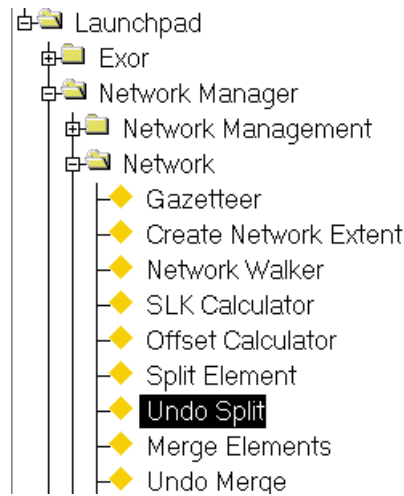 Launchpad
Exor
Network Manager
Network Management
Network
Gazetteer
Create Network Extent
Network Walker
SLK Calculator
Offset Calculator
Split Element
Undo Split
Merge Elements
Undo Merge